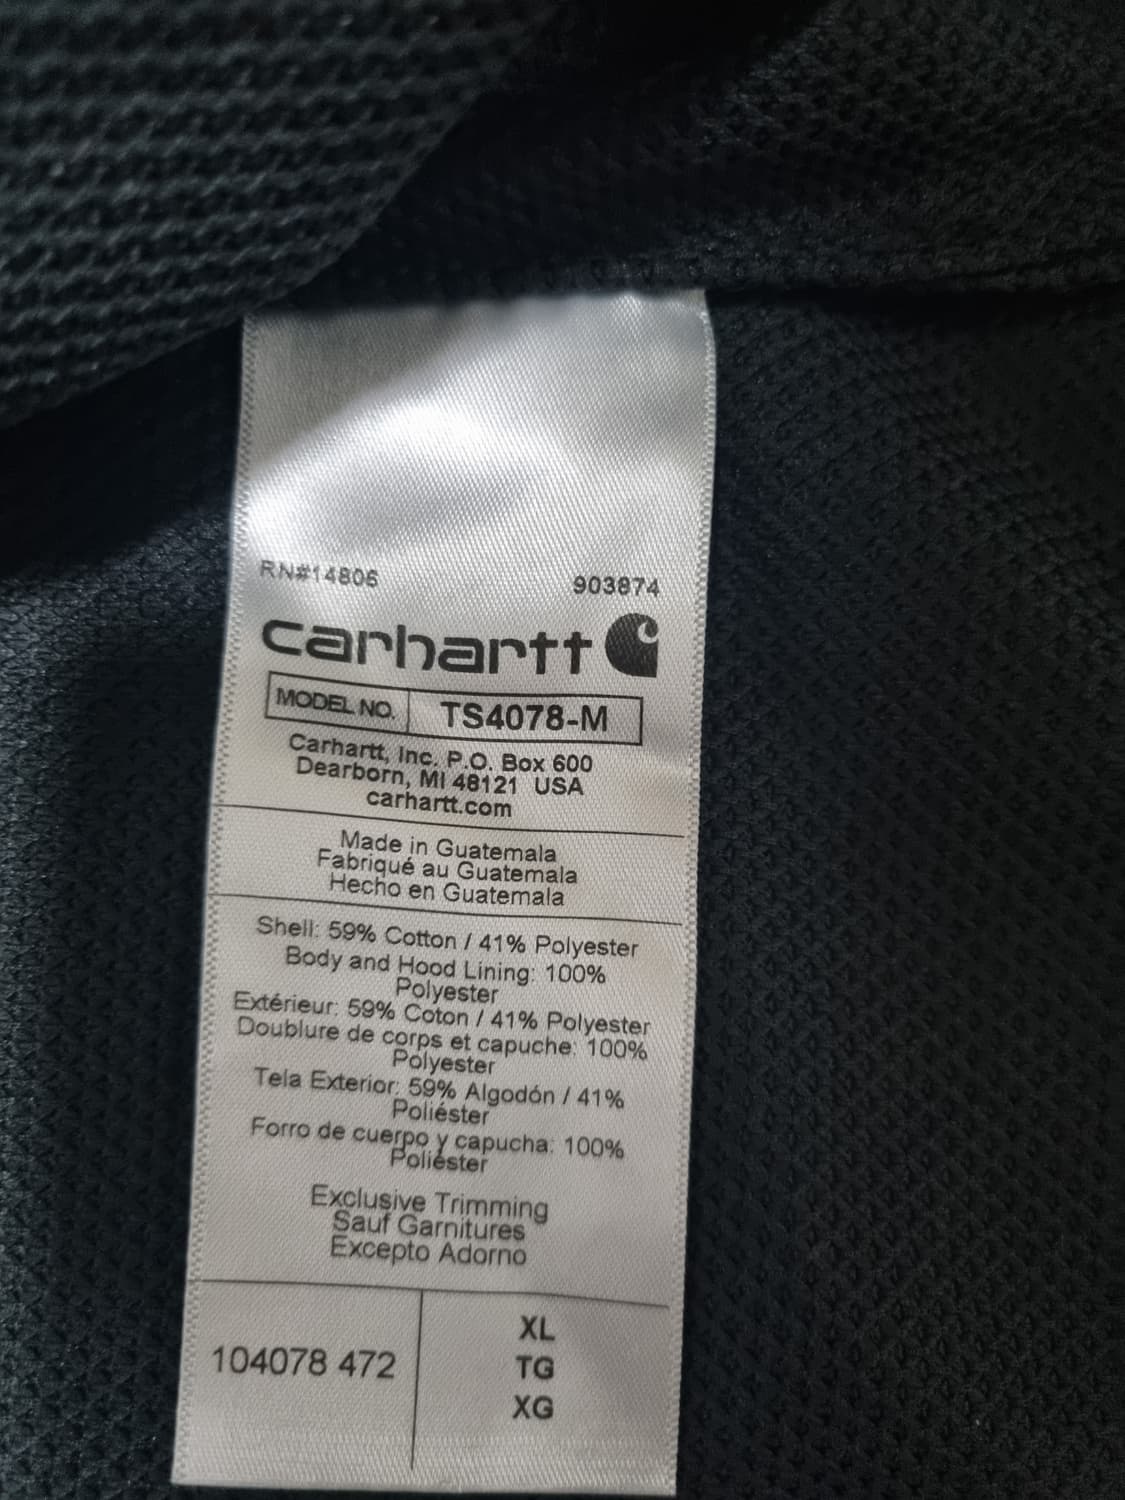 RN#14806 903874
carhartt
MODEL NO. TS4078-M
Carhartt, Inc. P.O. Box 600
Dearborn, MI 48121 USA
carhartt.com
Made in Guatemala
Fabriqué au Guatemala
Hecho en Guatemala
Shell: 59% Cotton / 41% Polyester
Body and Hood Lining: 100%
Polyester
Extérieur: 59% Coton / 41% Polyester
Doublure de corps et capuche: 100%
Polyester
Tela Exterior: 59% Algodón / 41%
Poliéster
Forro de cuerpo y capucha: 100%
Poliéster
Exclusive Trimming
Sauf Garnitures
Excepto Adorno
104078 472
XL
TG
XG